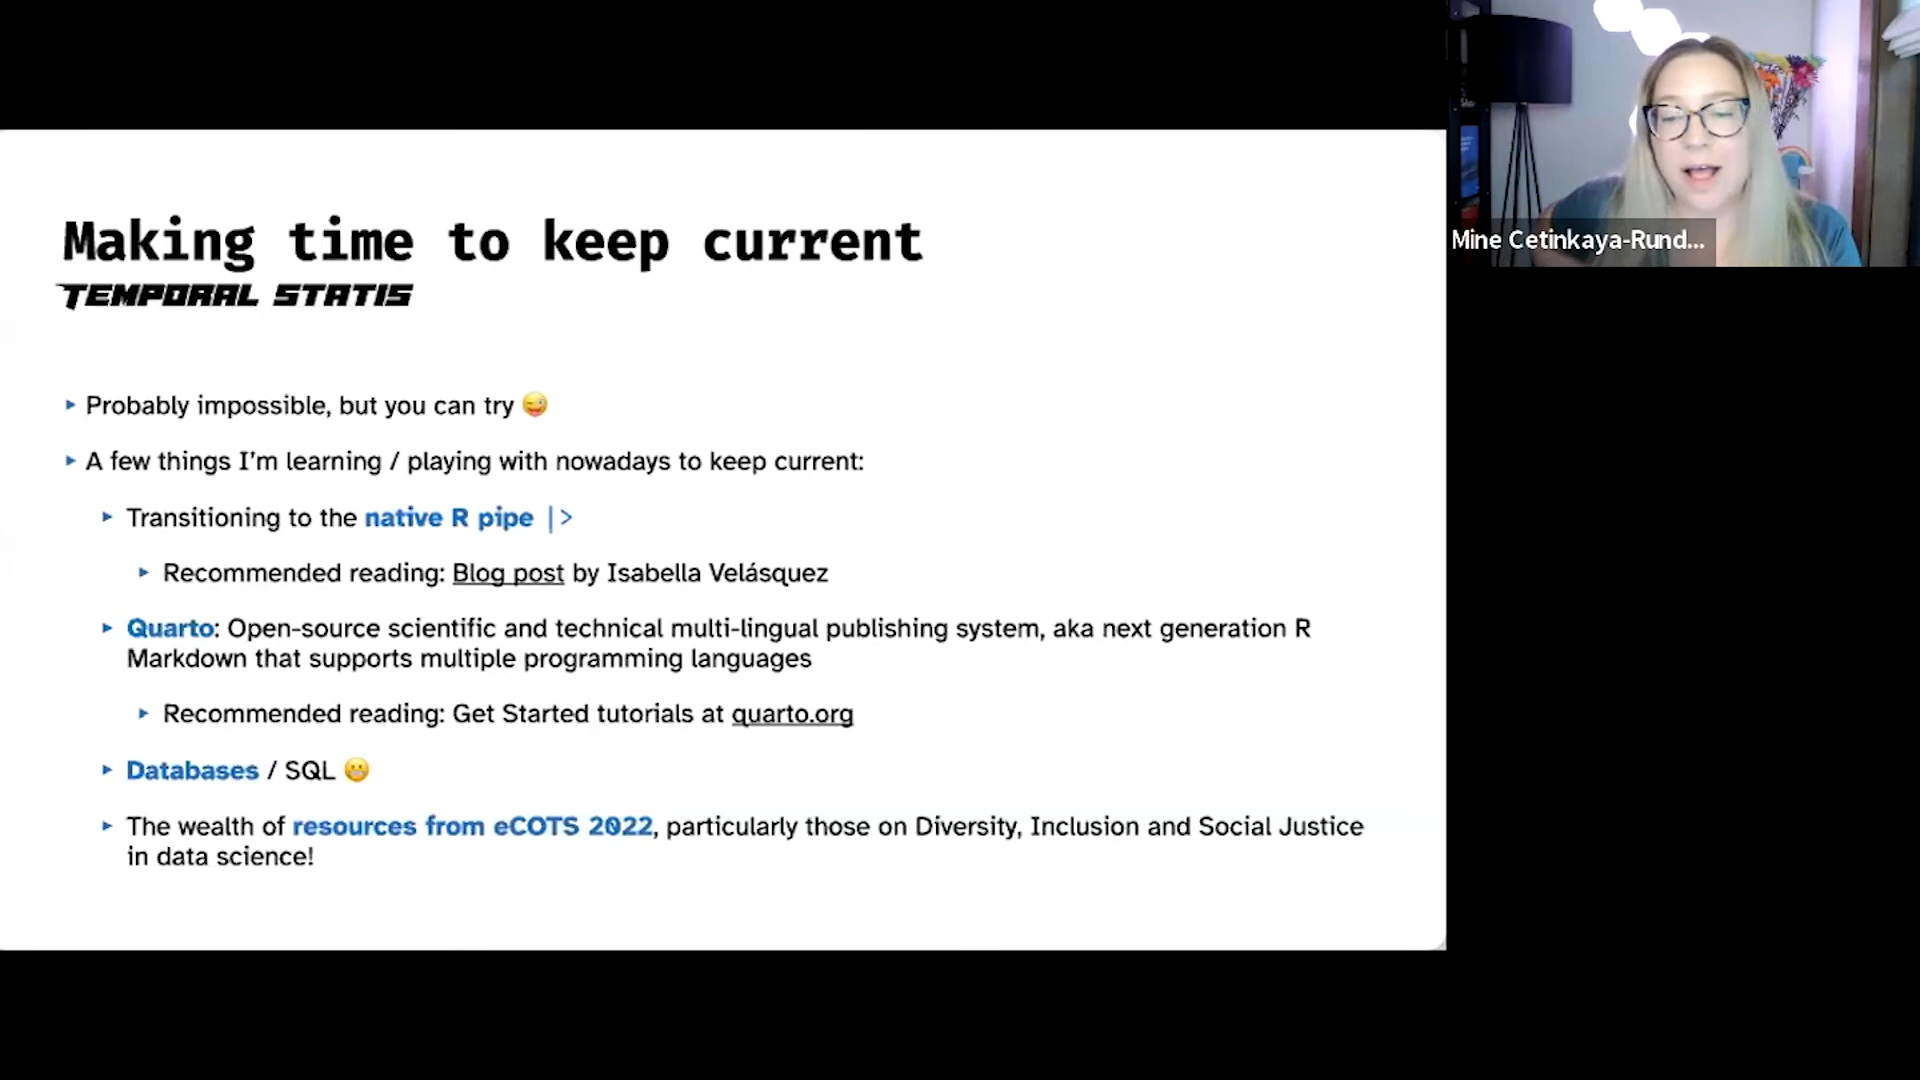 Making time to keep current
TEMPORAL STATIS
Probably impossible, but you can try 😜
A few things I'm learning / playing with nowadays to keep current:
Transitioning to the native R pipe |>
Recommended reading: Blog post by Isabella Velásquez
Quarto: Open-source scientific and technical multi-lingual publishing system, aka next generation R
Markdown that supports multiple programming languages
Recommended reading: Get Started tutorials at quarto.org
Databases / SQL 😬
The wealth of resources from eCOTS 2022, particularly those on Diversity, Inclusion and Social Justice
in data science!
Mine Cetinkaya-Rund...